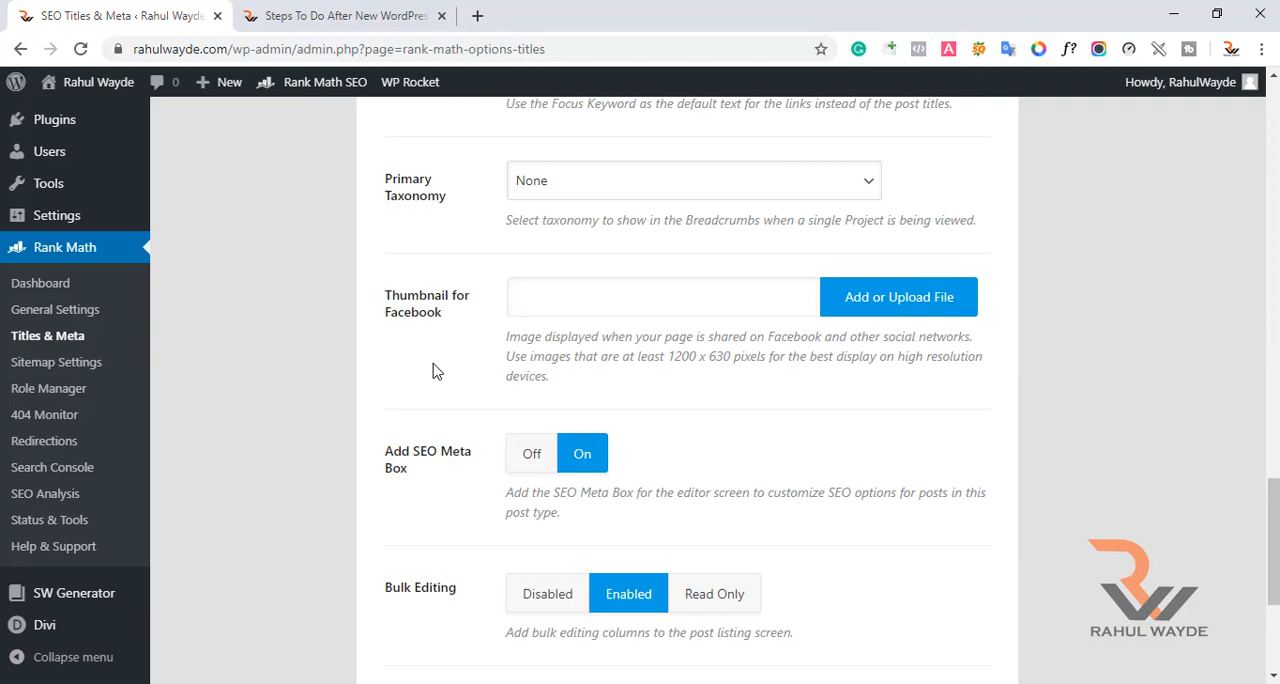 SEO Titles & Meta ‹ Rahul Wayde
Steps To Do After New WordPres
rahulwayde.com/wp-admin/admin.php?page=rank-math-options-titles
Rahul Wayde
0
New
Rank Math SEO
WP Rocket
Howdy, RahulWayde
Plugins
Users
Tools
Settings
Rank Math
Dashboard
General Settings
Titles & Meta
Sitemap Settings
Role Manager
404 Monitor
Redirections
Search Console
SEO Analysis
Status & Tools
Help & Support
SW Generator
Divi
Collapse menu
Use the Focus Keyword as the default text for the links instead of the post titles.
Primary
Taxonomy
None
Select taxonomy to show in the Breadcrumbs when a single Project is being viewed.
Thumbnail for
Facebook
Add or Upload File
Image displayed when your page is shared on Facebook and other social networks.
Use images that are at least 1200 x 630 pixels for the best display on high resolution
devices.
Add SEO Meta
Box
Off
On
Add the SEO Meta Box for the editor screen to customize SEO options for posts in this
post type.
Bulk Editing
Disabled
Enabled
Read Only
Add bulk editing columns to the post listing screen.
RAHUL WAYDE